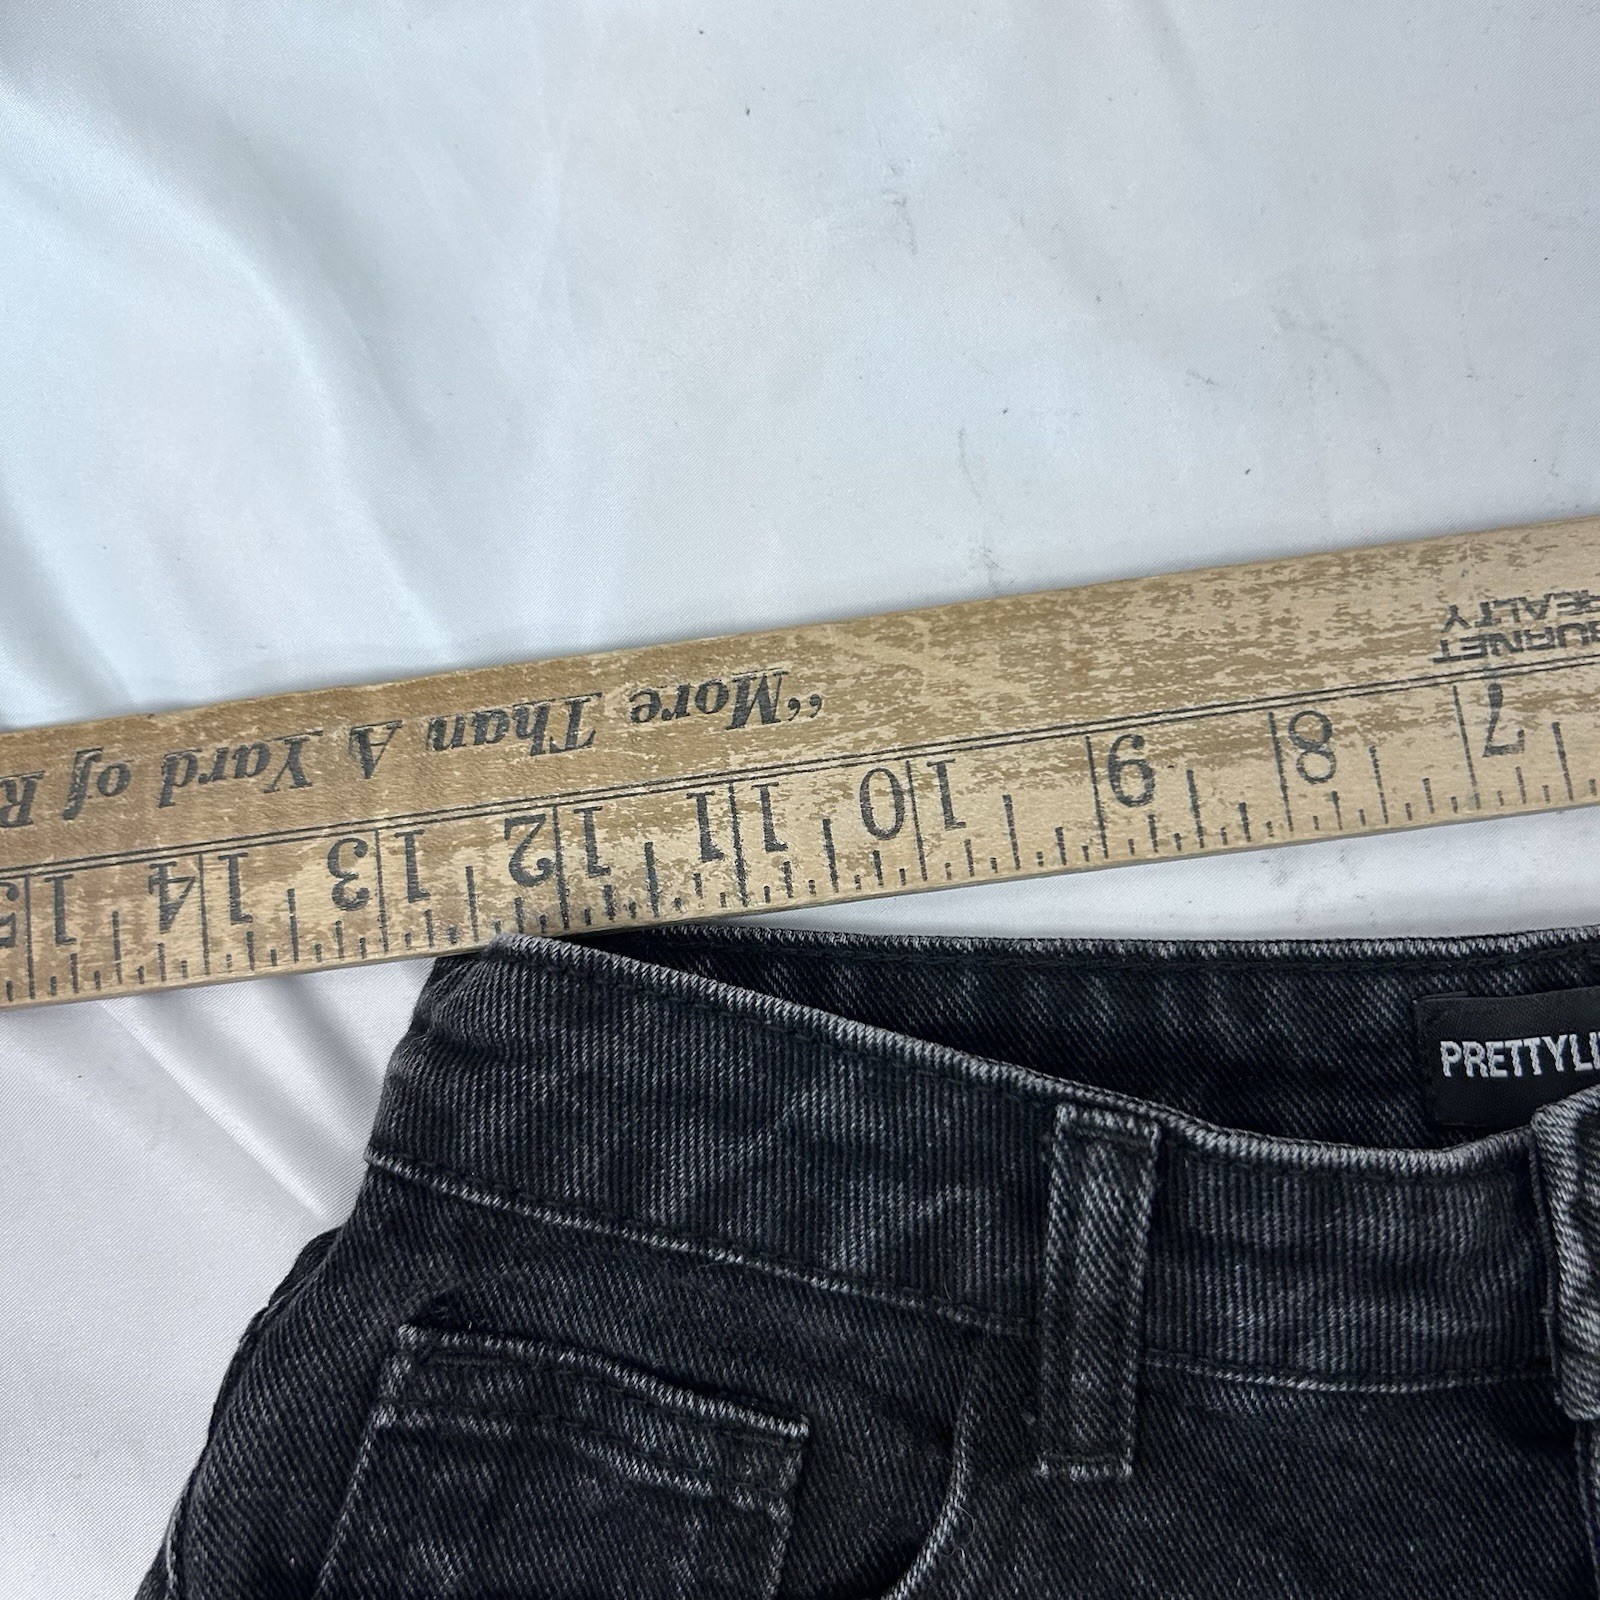 BURNET
REALTY
"More Than A Yard of R
7 8 9 10 11 12 13 14 15
PRETTYLI